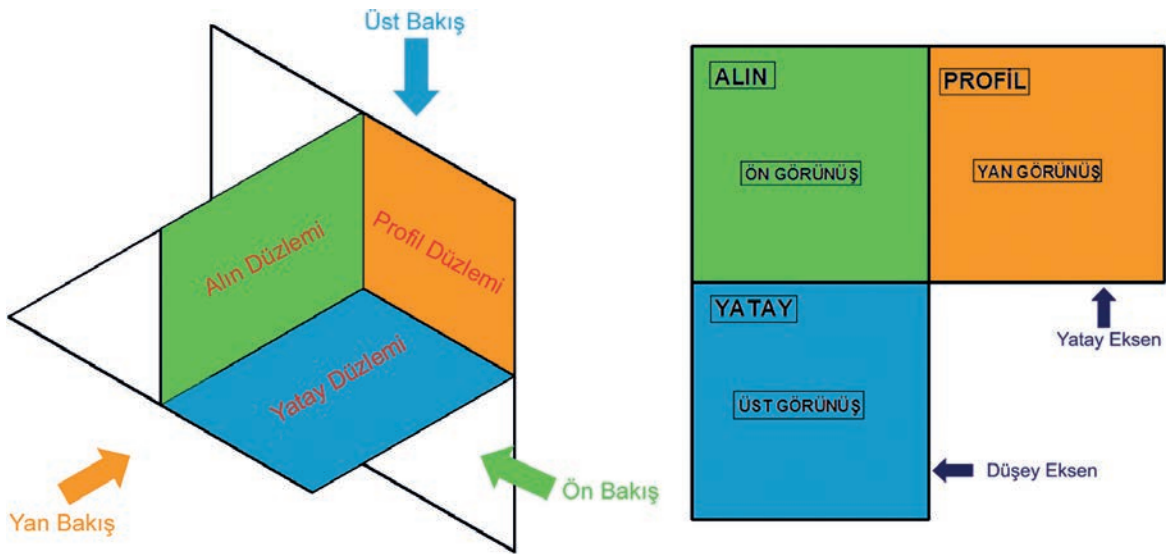 Üst Bakış
Alın Düzlemi
Profil Düzlemi
Yatay Düzlemi
Yan Bakış
Ön Bakış
ALIN
PROFİL
ÖN GÖRÜNÜŞ
YAN GÖRÜNÜŞ
YATAY
Yatay Eksen
ÜST GÖRÜNÜŞ
Düşey Eksen